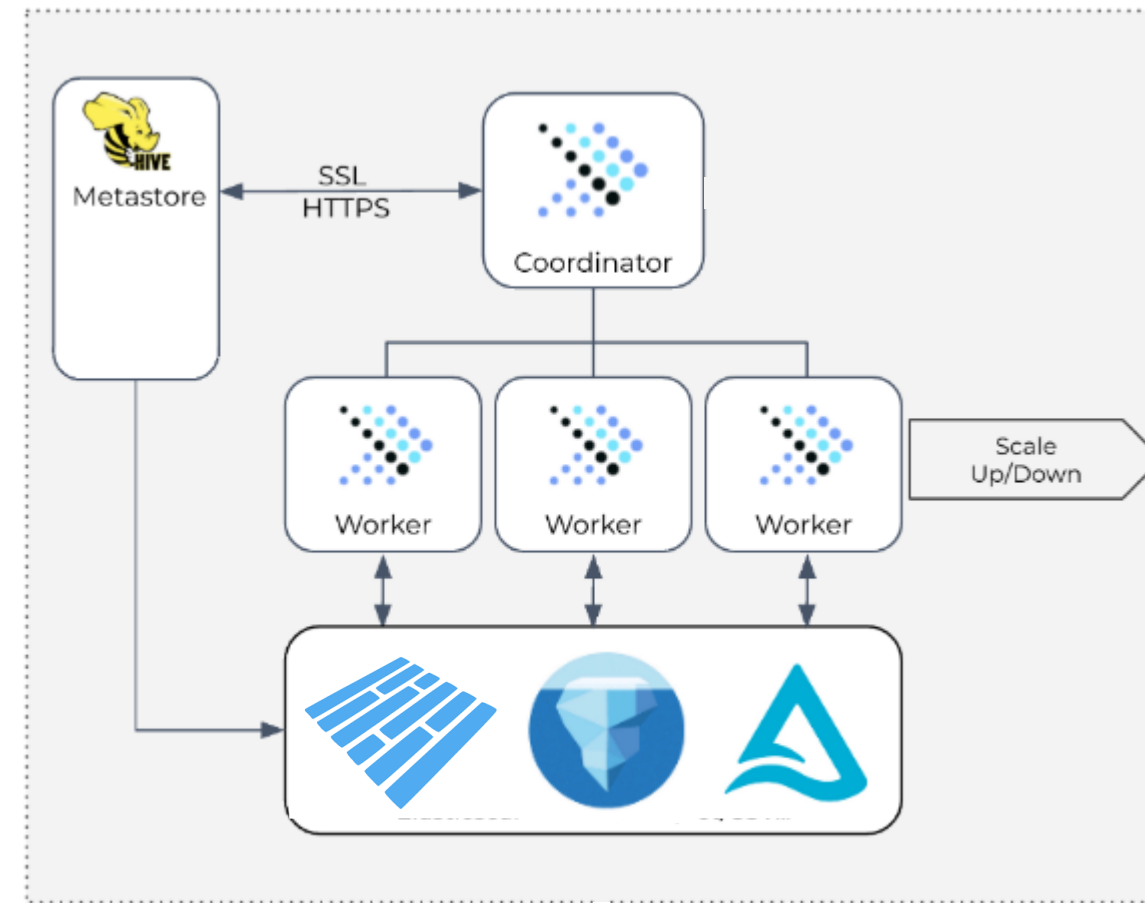 HIVE
Metastore
SSL
HTTPS
Coordinator
Worker
Worker
Worker
Scale
Up/Down